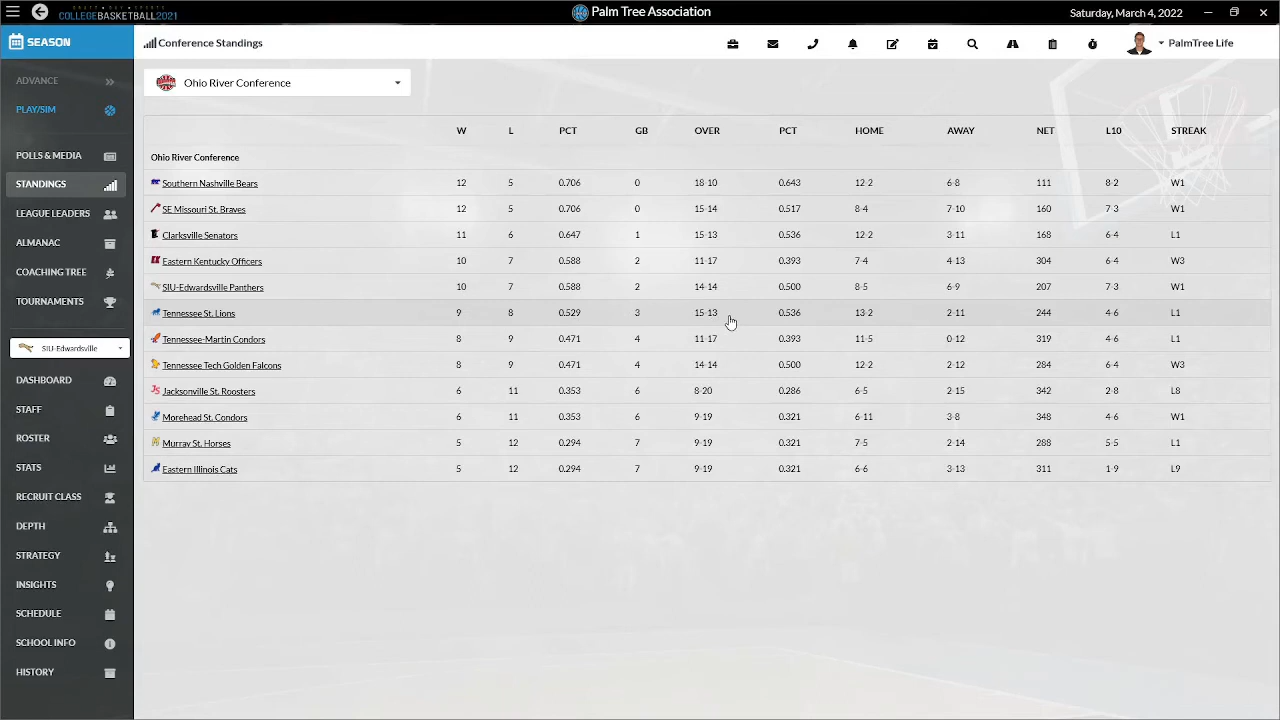 DRAFT DAY SPORTS
COLLEGEBASKETBALL2021
Palm Tree Association
Saturday, March 4, 2022
SEASON
Conference Standings
PalmTree Life
ADVANCE
PLAY/SIM
POLLS & MEDIA
STANDINGS
LEAGUE LEADERS
ALMANAC
COACHING TREE
TOURNAMENTS
SIU-Edwardsville
DASHBOARD
STAFF
ROSTER
STATS
RECRUIT CLASS
DEPTH
STRATEGY
INSIGHTS
SCHEDULE
SCHOOL INFO
HISTORY
Ohio River Conference
W L PCT GB OVER PCT HOME AWAY NET L10 STREAK
Ohio River Conference
Southern Nashville Bears 12 5 0.706 0 18-10 0.643 12-2 6-8 111 8-2 W1
SE Missouri St. Braves 12 5 0.706 0 15-14 0.517 8-4 7-10 160 7-3 W1
Clarksville Senators 11 6 0.647 1 15-13 0.536 12-2 3-11 168 6-4 L1
Eastern Kentucky Officers 10 7 0.588 2 11-17 0.393 7-4 4-13 304 6-4 W3
SIU-Edwardsville Panthers 10 7 0.588 2 14-14 0.500 8-5 6-9 207 7-3 W1
Tennessee St. Lions 9 8 0.529 3 15-13 0.536 13-2 2-11 244 4-6 L1
Tennessee-Martin Condors 8 9 0.471 4 11-17 0.393 11-5 0-12 319 4-6 L1
Tennessee Tech Golden Falcons 8 9 0.471 4 14-14 0.500 12-2 2-12 284 6-4 W3
Jacksonville St. Roosters 6 11 0.353 6 8-20 0.286 6-5 2-15 342 2-8 L8
Morehead St. Condors 6 11 0.353 6 9-19 0.321 6-11 3-8 348 4-6 W1
Murray St. Horses 5 12 0.294 7 9-19 0.321 7-5 2-14 288 5-5 L1
Eastern Illinois Cats 5 12 0.294 7 9-19 0.321 6-6 3-13 311 1-9 L9